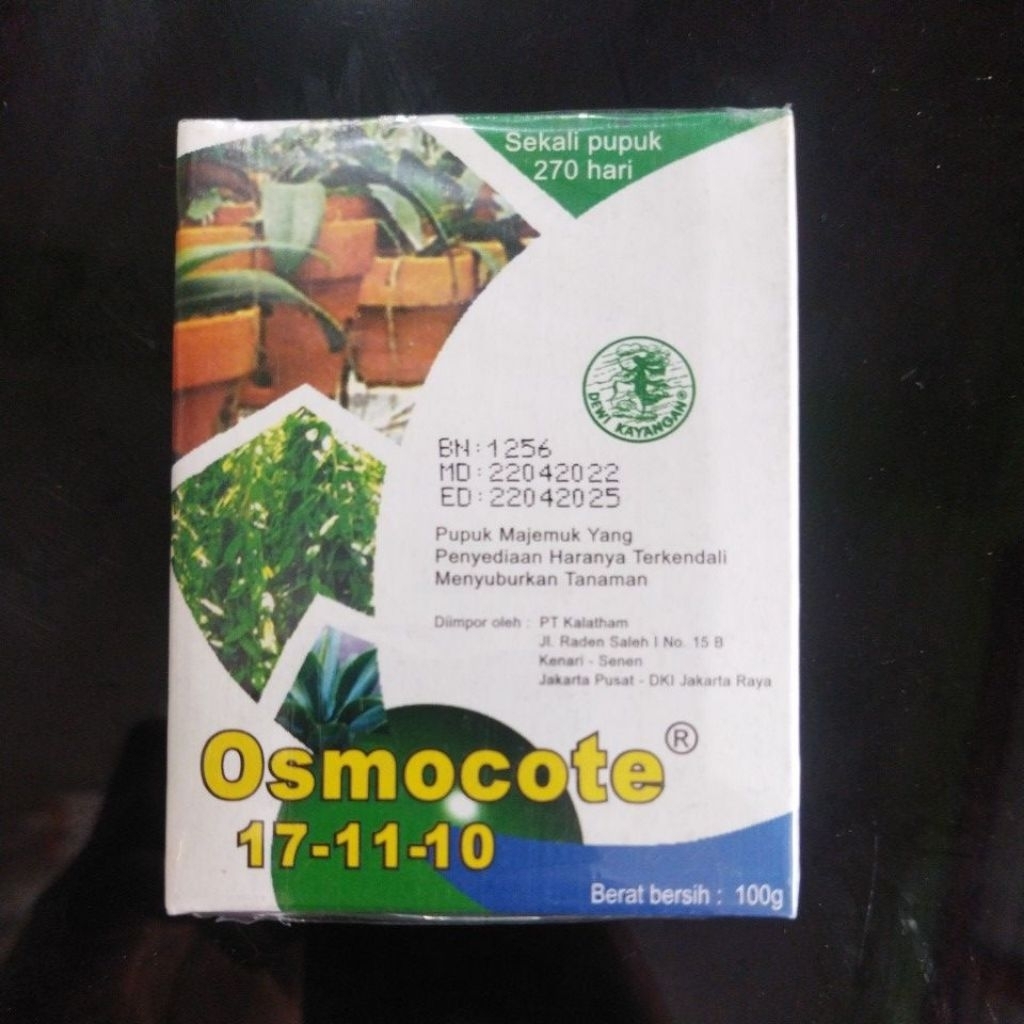 Sekali pupuk
270 hari
DEWI KAYANGAN®
BN:1256
MD:22042022
ED:22042025
Pupuk Majemuk Yang
Penyediaan Haranya Terkendali
Menyuburkan Tanaman
Diimpor oleh : PT Kalatham
Jl. Raden Saleh I No. 15 B
Kenari - Senen
Jakarta Pusat - DKI Jakarta Raya
Osmocote®
17-11-10
Berat bersih : 100g